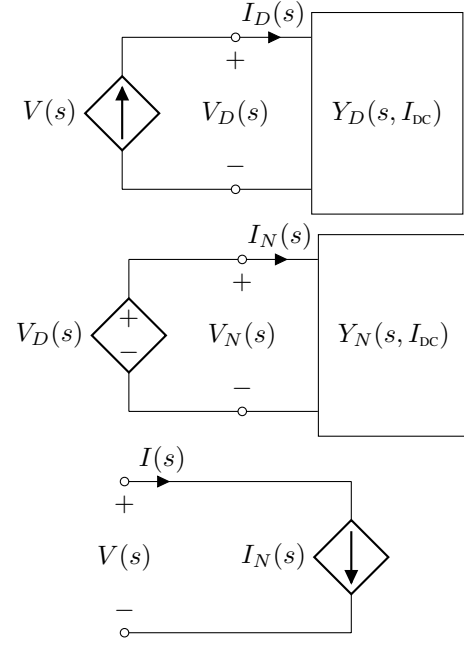 I_D(s)
+
V(s) V_D(s) Y_D(s, I_DC)
−
I_N(s)
+
V_D(s) + − V_N(s) Y_N(s, I_DC)
−
I(s)
+
V(s) I_N(s)
−